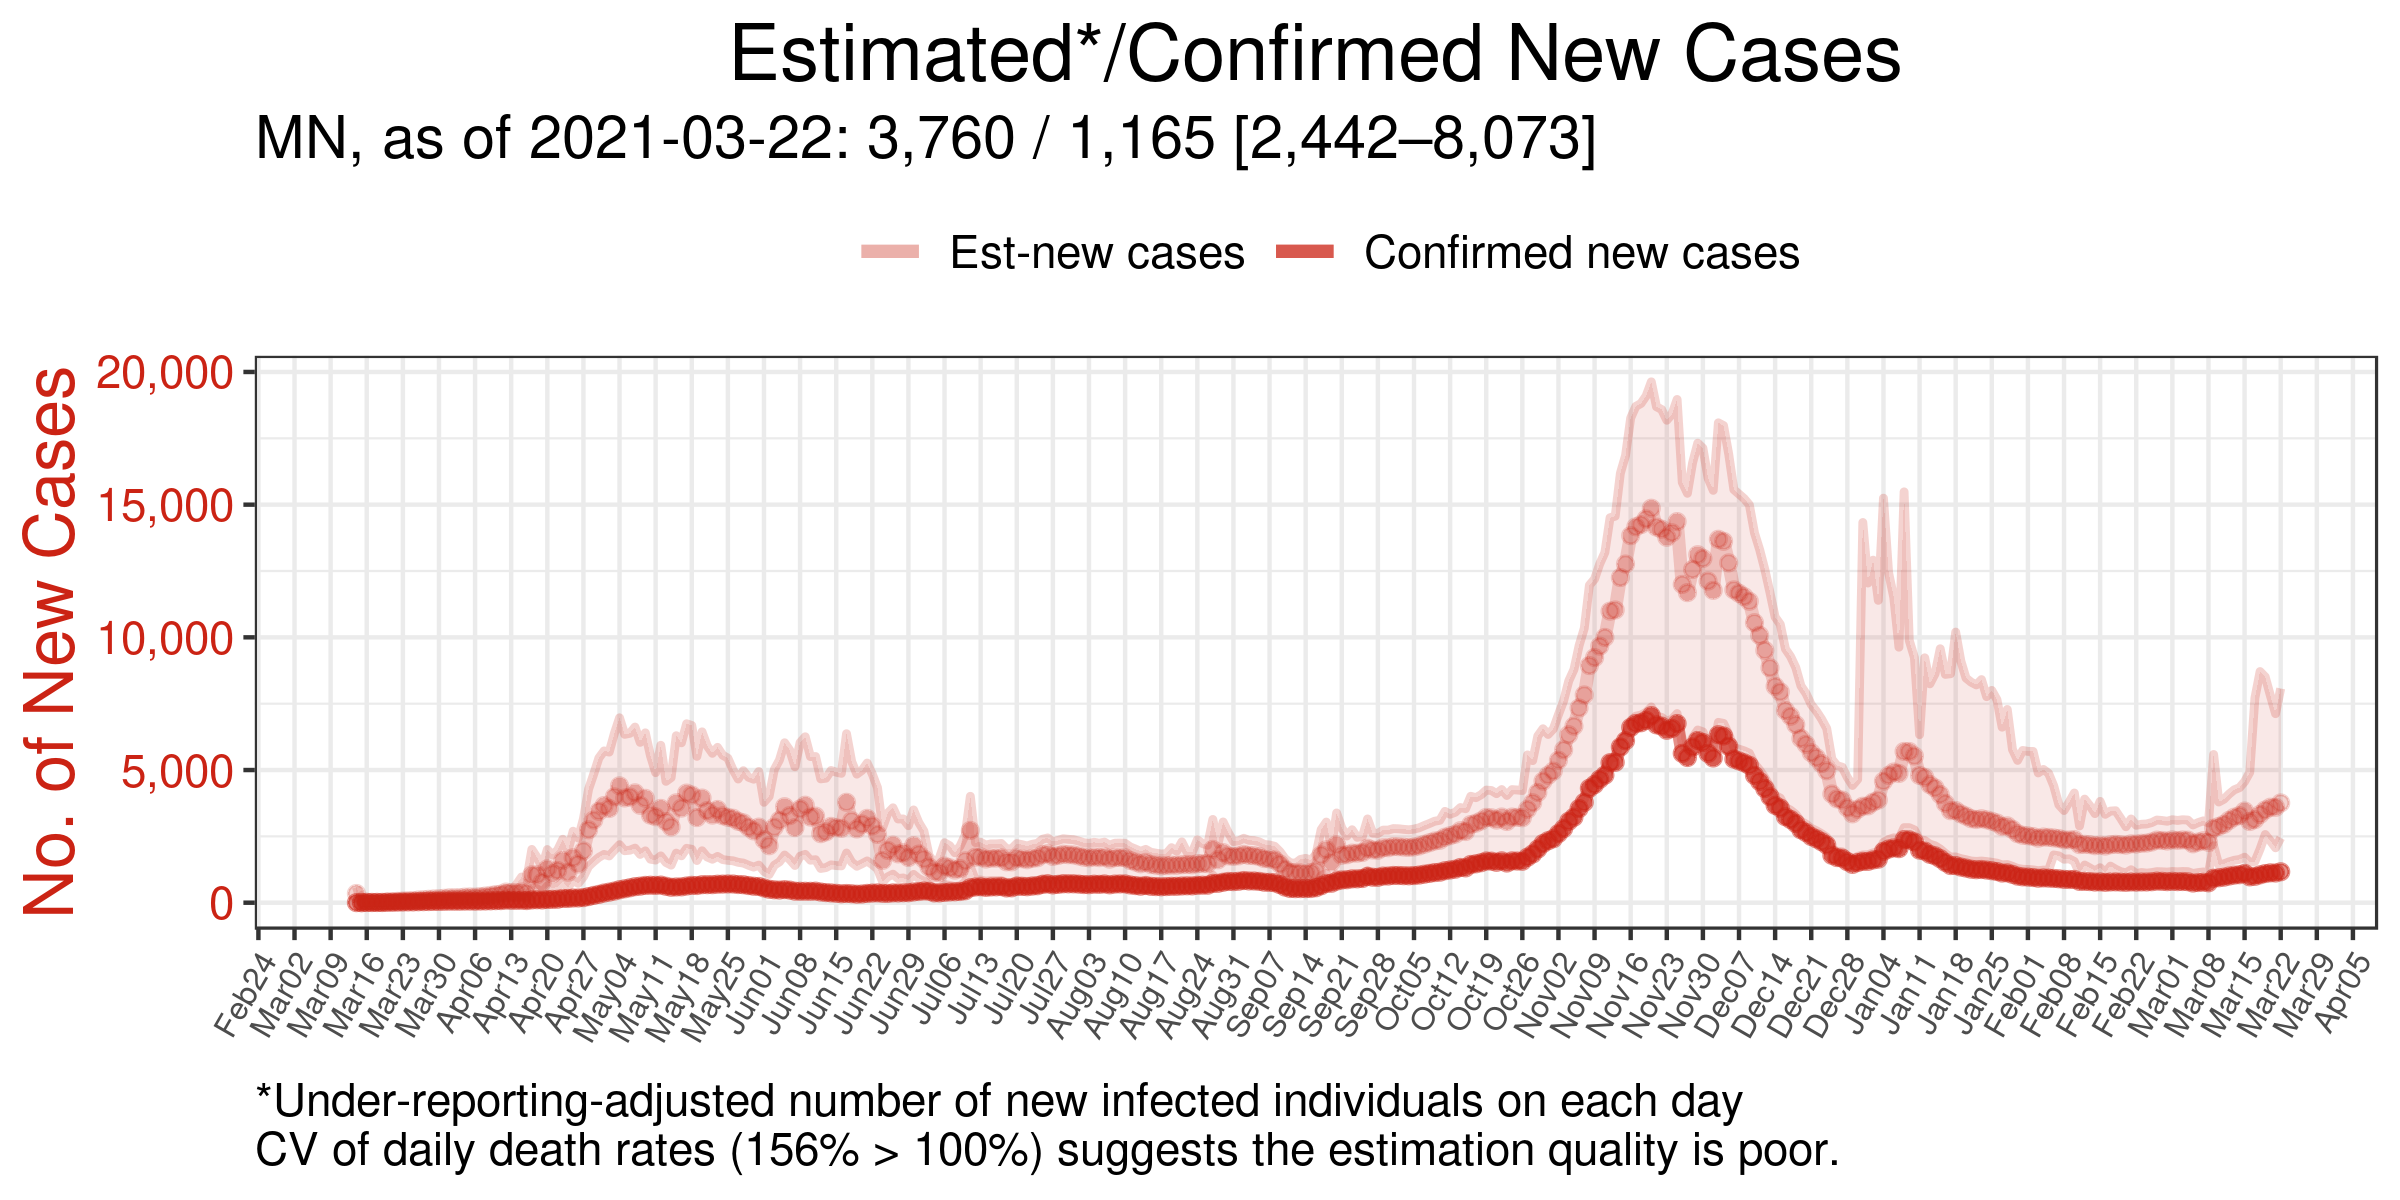 Estimated*/Confirmed New Cases
MN, as of 2021-03-22: 3,760 / 1,165 [2,442–8,073]
Est-new cases
Confirmed new cases
No. of New Cases
20,000
15,000
10,000
5,000
0
Feb24
Mar02
Mar09
Mar16
Mar23
Mar30
Apr06
Apr13
Apr20
Apr27
May04
May11
May18
May25
Jun01
Jun08
Jun15
Jun22
Jun29
Jul06
Jul13
Jul20
Jul27
Aug03
Aug10
Aug17
Aug24
Aug31
Sep07
Sep14
Sep21
Sep28
Oct05
Oct12
Oct19
Oct26
Nov02
Nov09
Nov16
Nov23
Nov30
Dec07
Dec14
Dec21
Dec28
Jan04
Jan11
Jan18
Jan25
Feb01
Feb08
Feb15
Feb22
Mar01
Mar08
Mar15
Mar22
Mar29
Apr05
*Under-reporting-adjusted number of new infected individuals on each day
CV of daily death rates (156% > 100%) suggests the estimation quality is poor.